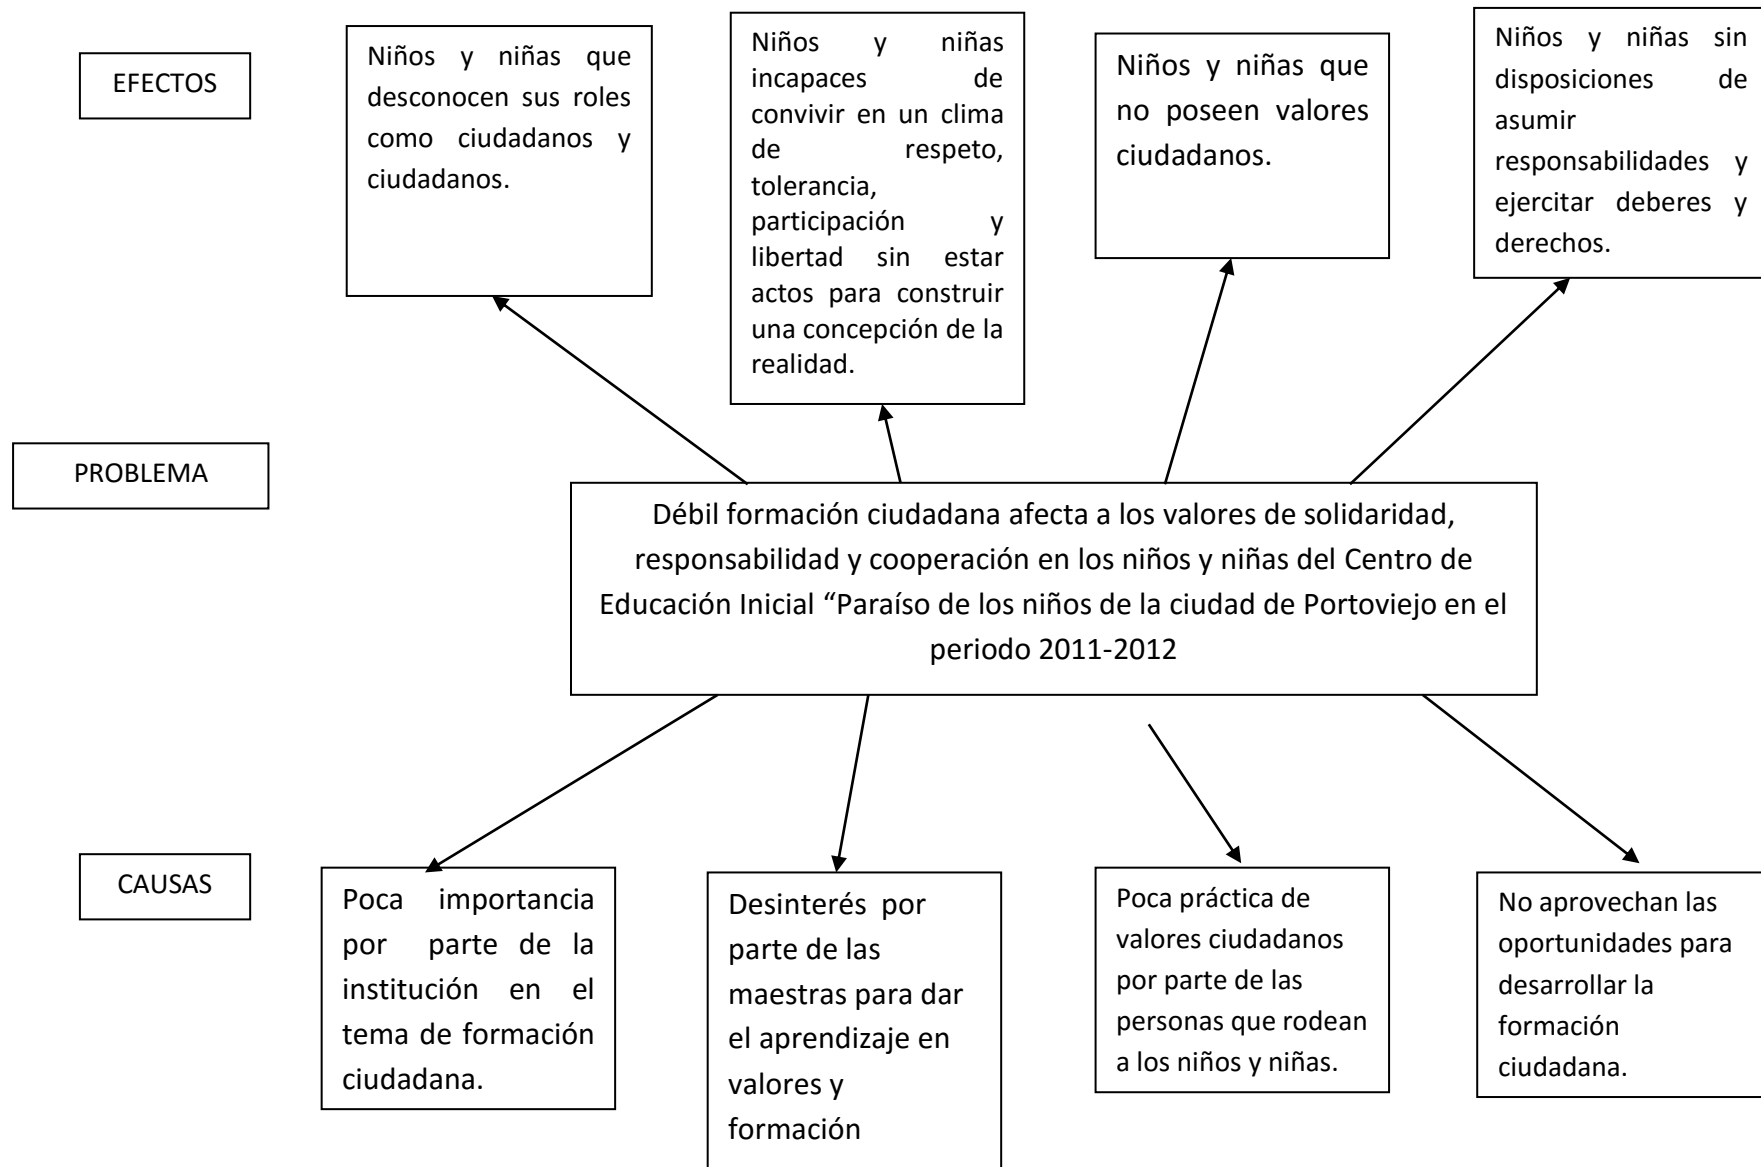 EFECTOS
Niños y niñas que
desconocen sus roles
como ciudadanos y
ciudadanos.
Niños y niñas
incapaces de
convivir en un clima
de respeto,
tolerancia,
participación y
libertad sin estar
actos para construir
una concepción de la
realidad.
Niños y niñas que
no poseen valores
ciudadanos.
Niños y niñas sin
disposiciones de
asumir
responsabilidades y
ejercitar deberes y
derechos.
PROBLEMA
Débil formación ciudadana afecta a los valores de solidaridad,
responsabilidad y cooperación en los niños y niñas del Centro de
Educación Inicial “Paraíso de los niños de la ciudad de Portoviejo en el
periodo 2011-2012
CAUSAS
Poca importancia
por parte de la
institución en el
tema de formación
ciudadana.
Desinterés por
parte de las
maestras para dar
el aprendizaje en
valores y
formación
Poca práctica de
valores ciudadanos
por parte de las
personas que rodean
a los niños y niñas.
No aprovechan las
oportunidades para
desarrollar la
formación
ciudadana.